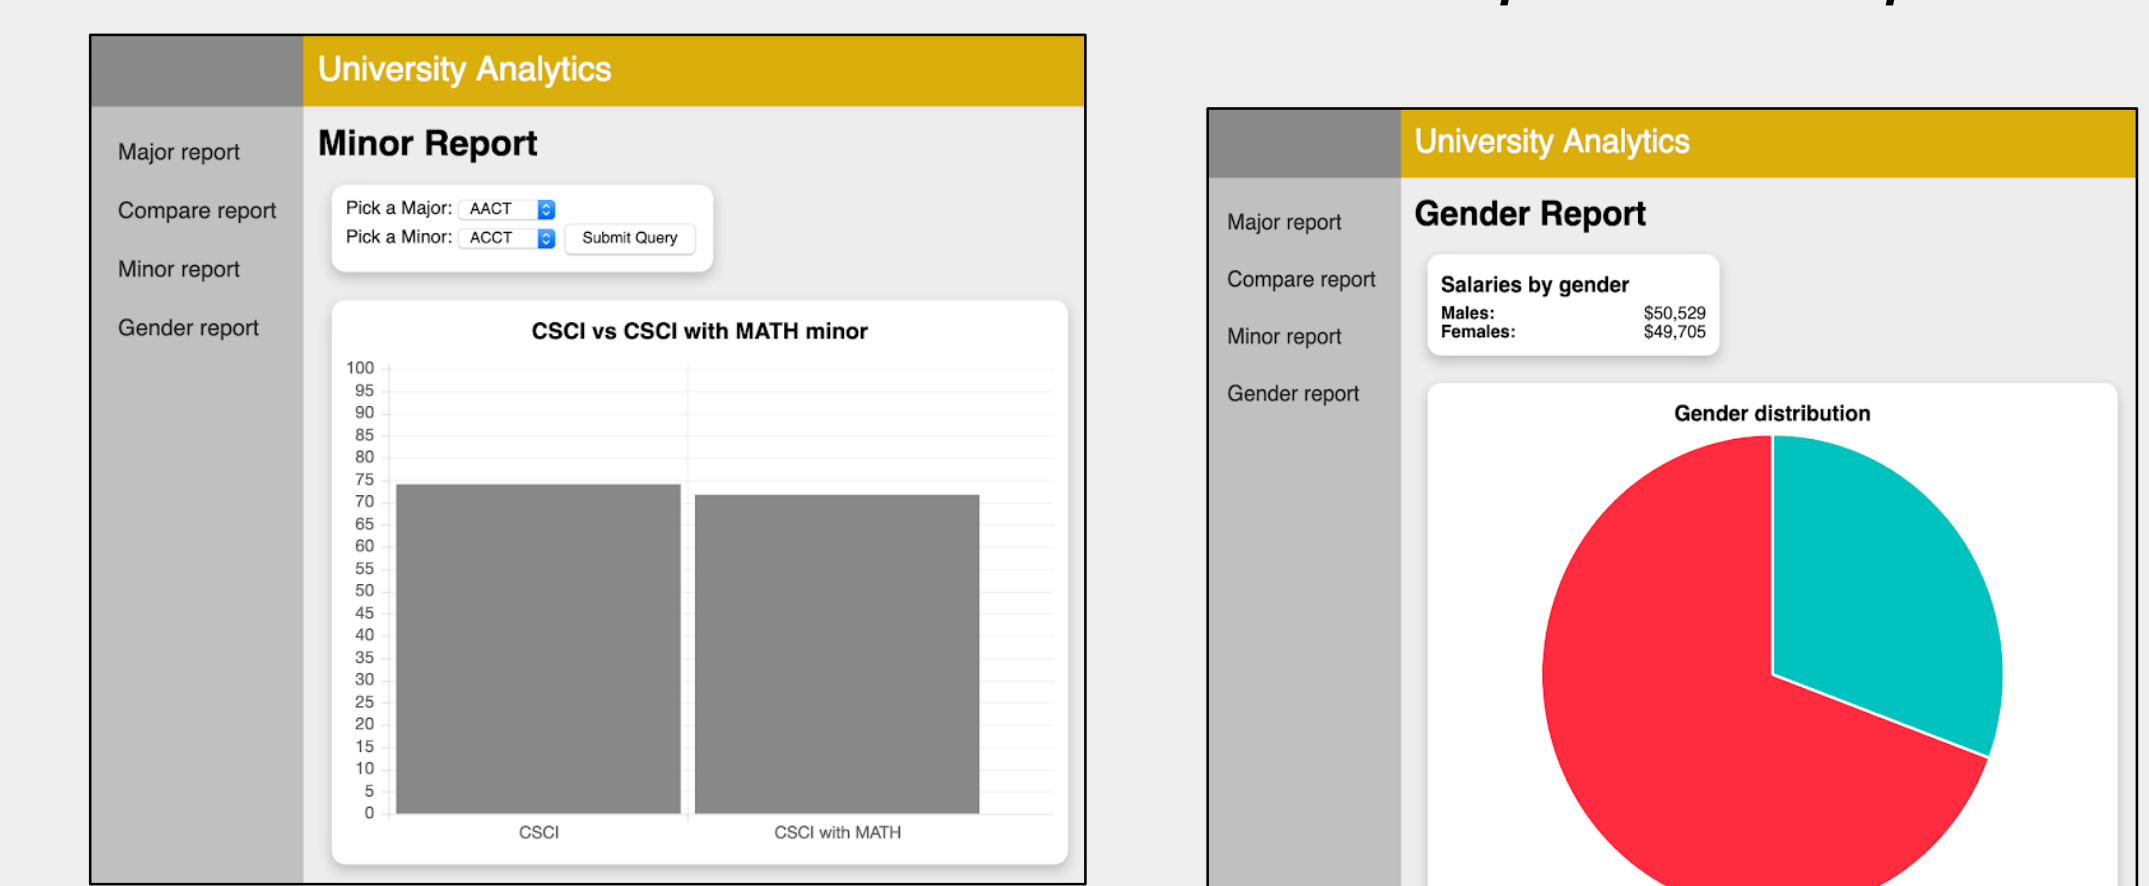 University Analytics
Major report
Compare report
Minor report
Gender report
Minor Report
Pick a Major: AACT
Pick a Minor: ACCT Submit Query
CSCI vs CSCI with MATH minor
100
95
90
85
80
75
70
65
60
55
50
45
40
35
30
25
20
15
10
5
0
CSCI CSCI with MATH
University Analytics
Major report
Compare report
Minor report
Gender report
Gender Report
Salaries by gender
Males: $50,529
Females: $49,705
Gender distribution